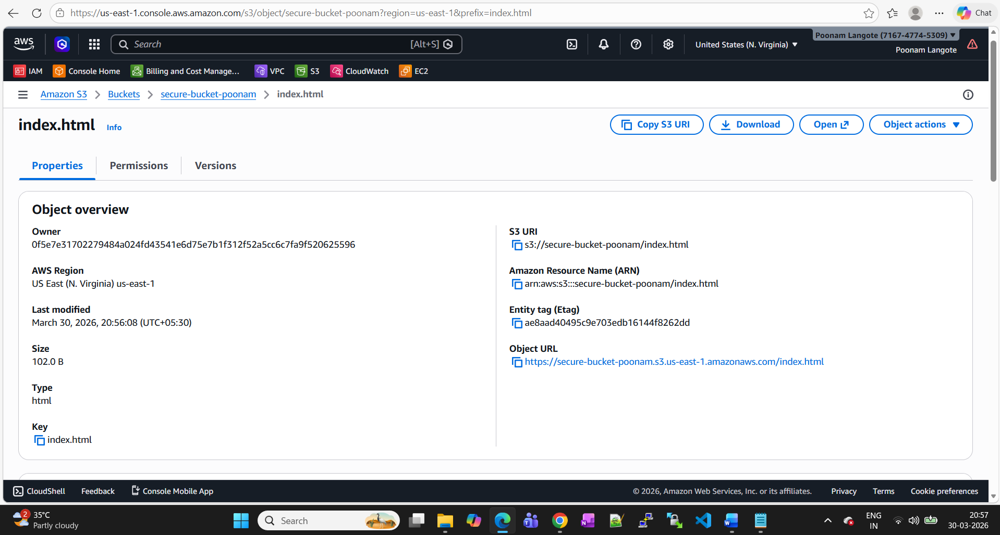 https://us-east-1.console.aws.amazon.com/s3/object/secure-bucket-poonam?region=us-east-1&prefix=index.html
Chat
aws
Search
[Alt+S]
United States (N. Virginia)
Poonam Langote (7167-4774-5309)
Poonam Langote
IAM
Console Home
Billing and Cost Manage...
VPC
S3
CloudWatch
EC2
Amazon S3
Buckets
secure-bucket-poonam
index.html
index.html
Info
Copy S3 URI
Download
Open
Object actions
Properties
Permissions
Versions
Object overview
Owner
0f5e7e31702279484a024fd43541e6d75e7b1f312f52a5cc6c7fa9f520625596
AWS Region
US East (N. Virginia) us-east-1
Last modified
March 30, 2026, 20:56:08 (UTC+05:30)
Size
102.0 B
Type
html
Key
index.html
S3 URI
s3://secure-bucket-poonam/index.html
Amazon Resource Name (ARN)
arn:aws:s3:::secure-bucket-poonam/index.html
Entity tag (Etag)
ae8aad40495c9e703edb16144f8262dd
Object URL
https://secure-bucket-poonam.s3.us-east-1.amazonaws.com/index.html
CloudShell
Feedback
Console Mobile App
© 2026, Amazon Web Services, Inc. or its affiliates.
Privacy
Terms
Cookie preferences
2
35°C
Partly cloudy
Search
ENG
IN
20:57
30-03-2026